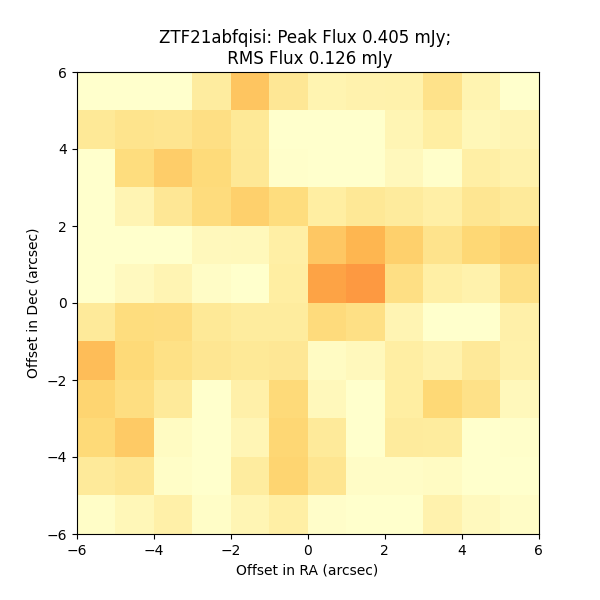 ZTF21abfqisi: Peak Flux 0.405 mJy;
RMS Flux 0.126 mJy
6
4
2
0
−2
−4
−6
Offset in Dec (arcsec)
−6 −4 −2 0 2 4 6
Offset in RA (arcsec)